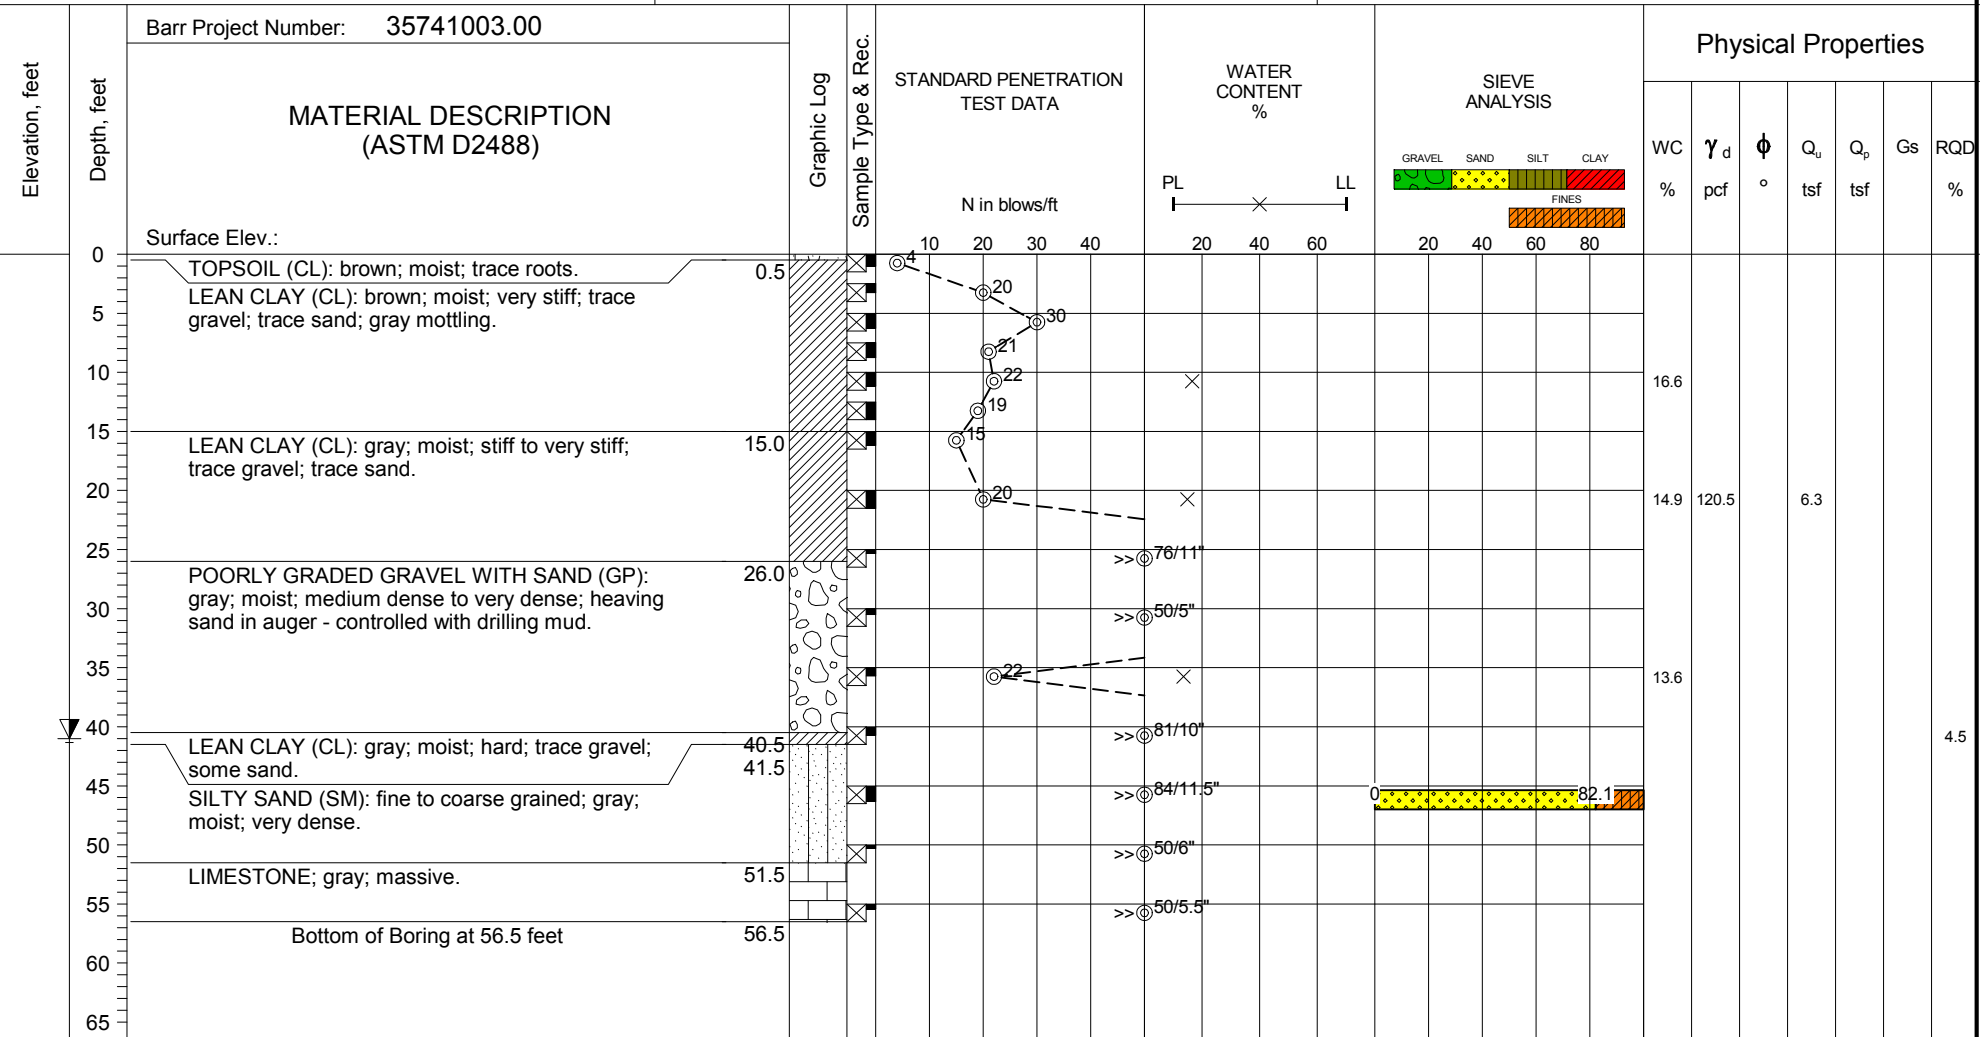 Barr Project Number: 35741003.00
Elevation, feet
Depth, feet
MATERIAL DESCRIPTION
(ASTM D2488)
Surface Elev.:
Graphic Log
Sample Type & Rec.
STANDARD PENETRATION
TEST DATA
N in blows/ft
10 20 30 40
WATER
CONTENT
%
PL LL
20 40 60
SIEVE
ANALYSIS
GRAVEL SAND SILT CLAY
FINES
20 40 60 80
Physical Properties
WC γd ϕ Qu Qp Gs RQD
% pcf ° tsf tsf %
0
TOPSOIL (CL): brown; moist; trace roots.
0.5
4
LEAN CLAY (CL): brown; moist; very stiff; trace
gravel; trace sand; gray mottling.
20
5
30
21
10
22
16.6
19
15
LEAN CLAY (CL): gray; moist; stiff to very stiff;
trace gravel; trace sand.
15.0
15
20
20
14.9 120.5 6.3
25
76/11"
POORLY GRADED GRAVEL WITH SAND (GP):
gray; moist; medium dense to very dense; heaving
sand in auger - controlled with drilling mud.
26.0
>>
30
>> 50/5"
35
22
13.6
40
>> 81/10"
4.5
LEAN CLAY (CL): gray; moist; hard; trace gravel;
some sand.
40.5
41.5
45
SILTY SAND (SM): fine to coarse grained; gray;
moist; very dense.
>> 84/11.5"
0 82.1
50
>> 50/6"
LIMESTONE; gray; massive.
51.5
55
>> 50/5.5"
Bottom of Boring at 56.5 feet
56.5
60
65